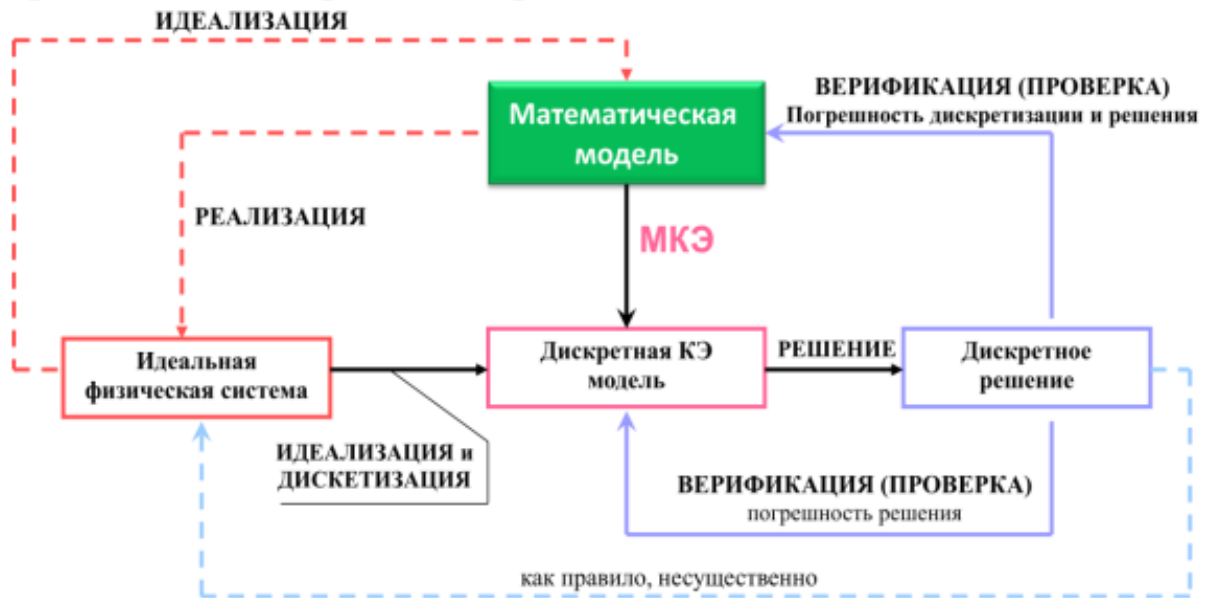 ИДЕАЛИЗАЦИЯ
ВЕРИФИКАЦИЯ (ПРОВЕРКА)
Погрешность дискретизации и решения
Математическая
модель
РЕАЛИЗАЦИЯ
МКЭ
Идеальная
физическая система
Дискретная КЭ
модель
РЕШЕНИЕ
Дискретное
решение
ИДЕАЛИЗАЦИЯ и
ДИСКЕТИЗАЦИЯ
ВЕРИФИКАЦИЯ (ПРОВЕРКА)
погрешность решения
как правило, несущественно